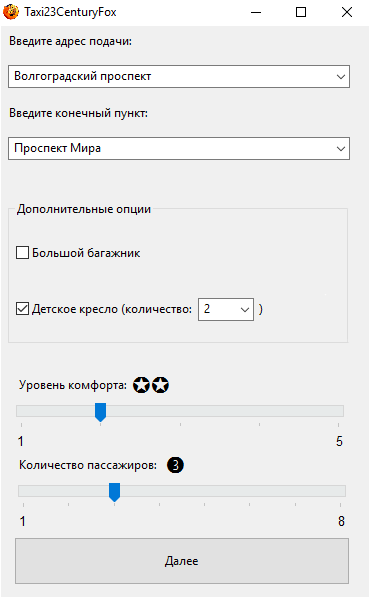 Taxi23CenturyFox
Введите адрес подачи:
Волгоградский проспект
Введите конечный пункт:
Проспект Мира
Дополнительные опции
Большой багажник
Детское кресло (количество: 2 )
Уровень комфорта: ✪✪
1 5
Количество пассажиров: ❸
1 8
Далее